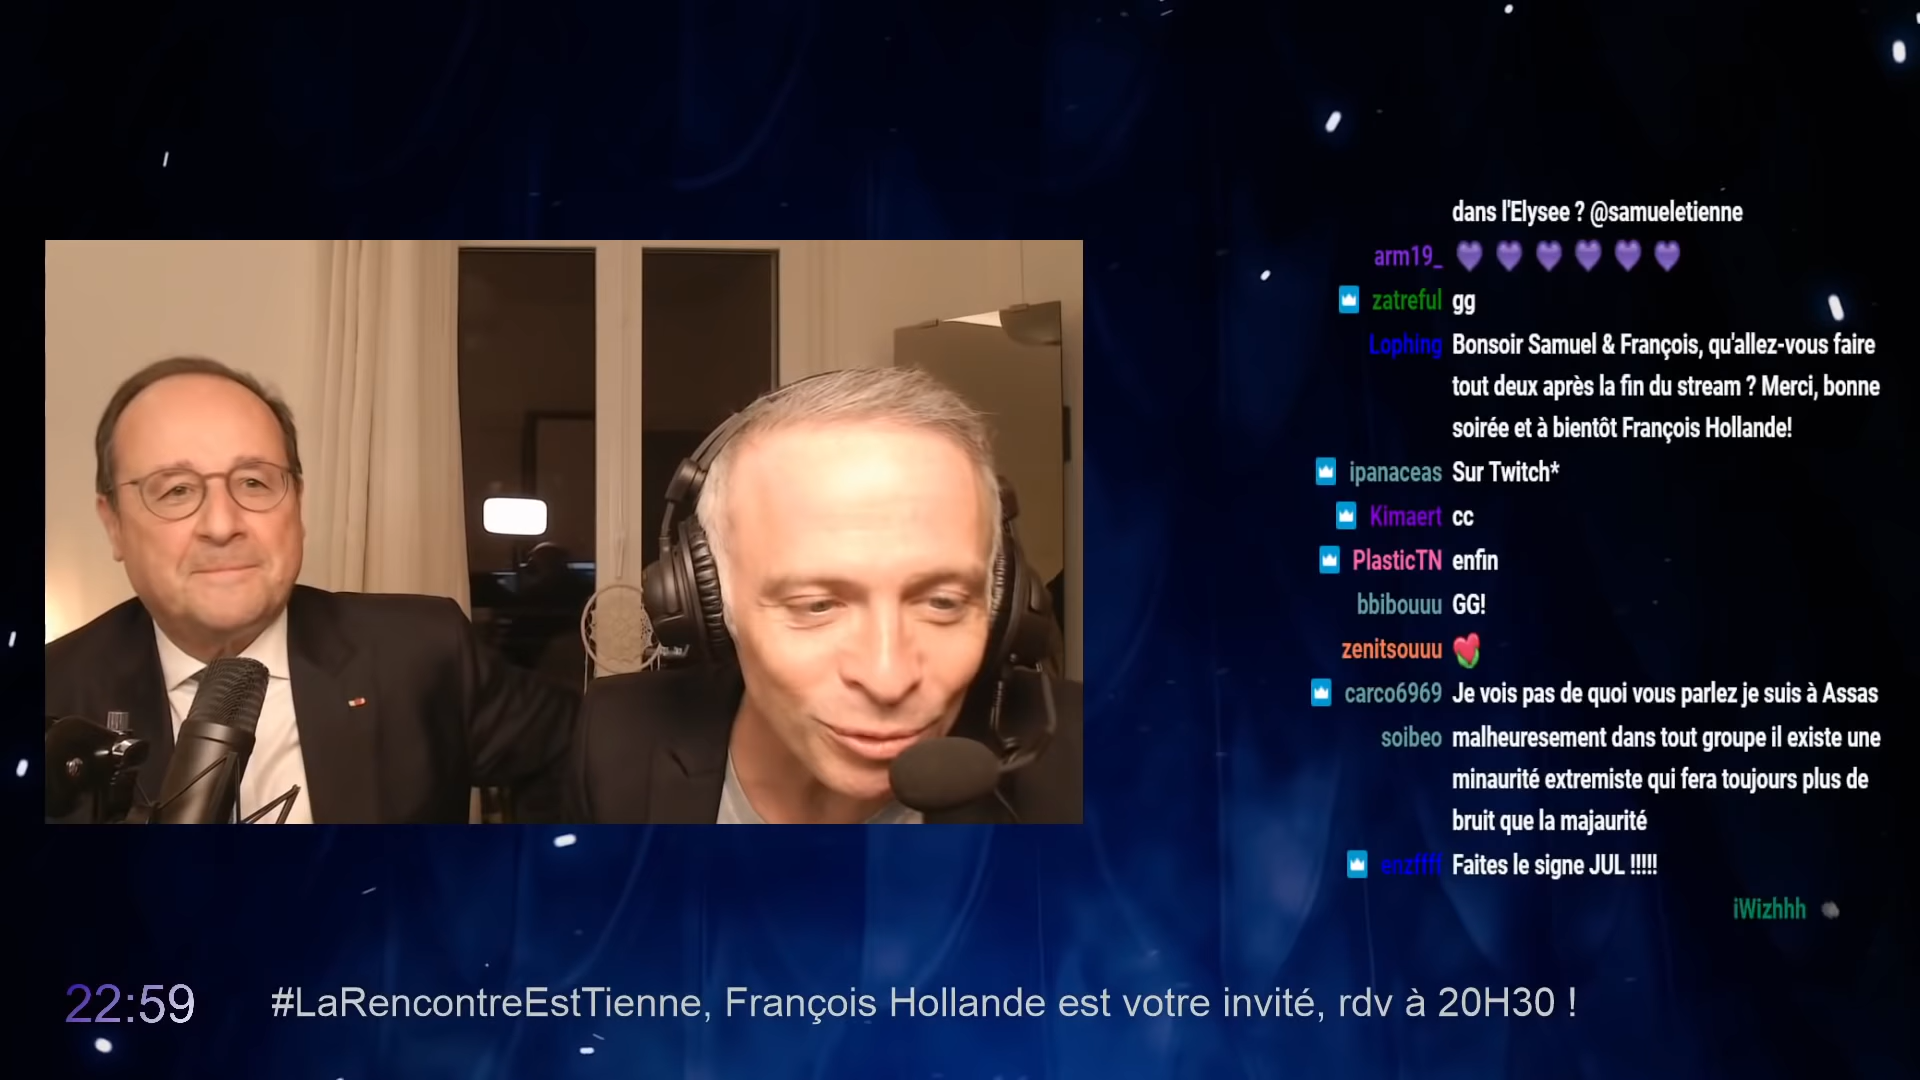 dans l'Elysee ? @samueletienne
arm19_ 💜 💜 💜 💜 💜 💜
zatreful gg
Lophing Bonsoir Samuel & François, qu'allez-vous faire
tout deux après la fin du stream ? Merci, bonne
soirée et à bientôt François Hollande!
ipanaceas Sur Twitch*
Kimaert cc
PlasticTN enfin
bbibouuu GG!
zenitsouuu
carco6969 Je vois pas de quoi vous parlez je suis à Assas
soibeo malheuresement dans tout groupe il existe une
minaurité extremiste qui fera toujours plus de
bruit que la majaurité
enzffff Faites le signe JUL !!!!!
iWizhhh
22:59 #LaRencontreEstTienne, François Hollande est votre invité, rdv à 20H30 !